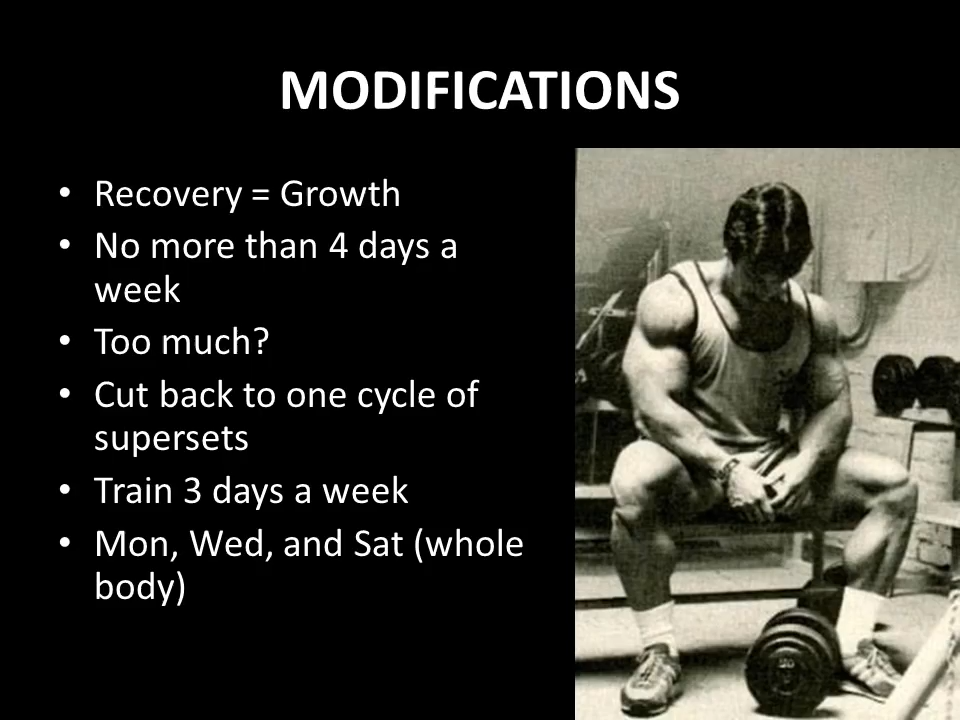 MODIFICATIONS
• Recovery = Growth
• No more than 4 days a
week
• Too much?
• Cut back to one cycle of
supersets
• Train 3 days a week
• Mon, Wed, and Sat (whole
body)